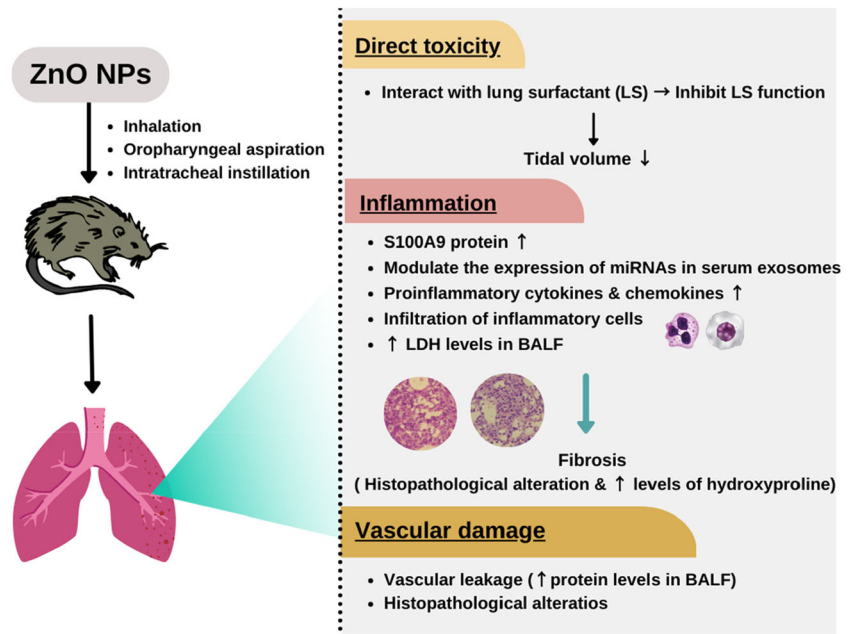 ZnO NPs
• Inhalation
• Oropharyngeal aspiration
• Intratracheal instillation
Direct toxicity
• Interact with lung surfactant (LS) → Inhibit LS function
Tidal volume ↓
Inflammation
• S100A9 protein ↑
• Modulate the expression of miRNAs in serum exosomes
• Proinflammatory cytokines & chemokines ↑
• Infiltration of inflammatory cells
• ↑ LDH levels in BALF
Fibrosis
( Histopathological alteration & ↑ levels of hydroxyproline)
Vascular damage
• Vascular leakage (↑protein levels in BALF)
• Histopathological alteratios